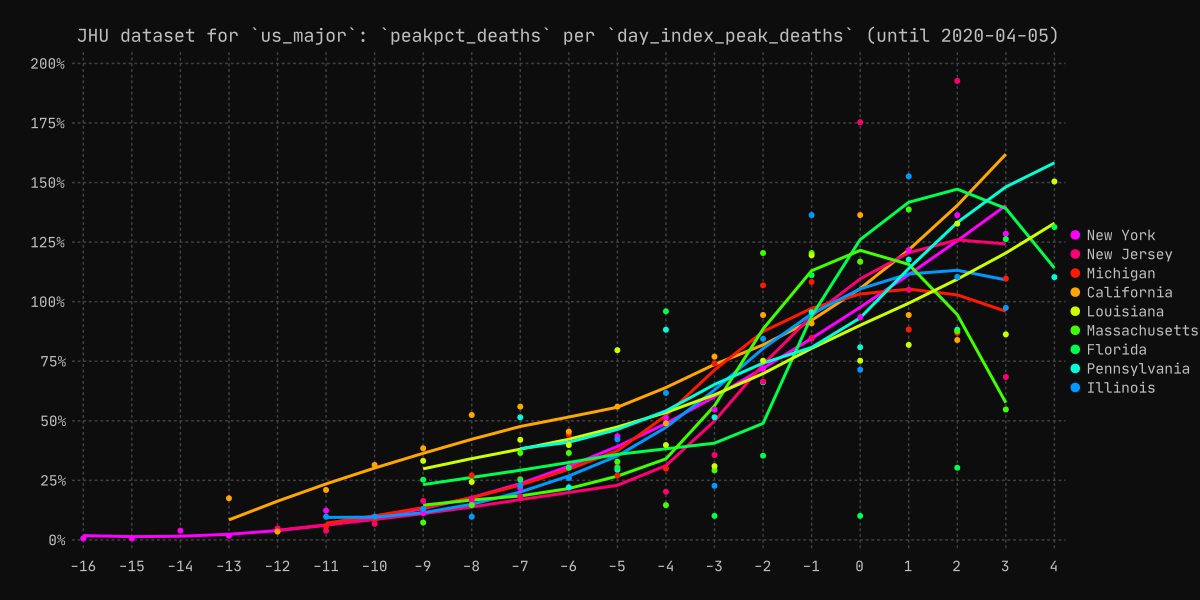 JHU dataset for `us_major`: `peakpct_deaths` per `day_index_peak_deaths` (until 2020-04-05)
200%
175%
150%
125%
100%
75%
50%
25%
0%
-16 -15 -14 -13 -12 -11 -10 -9 -8 -7 -6 -5 -4 -3 -2 -1 0 1 2 3 4
New York
New Jersey
Michigan
California
Louisiana
Massachusetts
Florida
Pennsylvania
Illinois